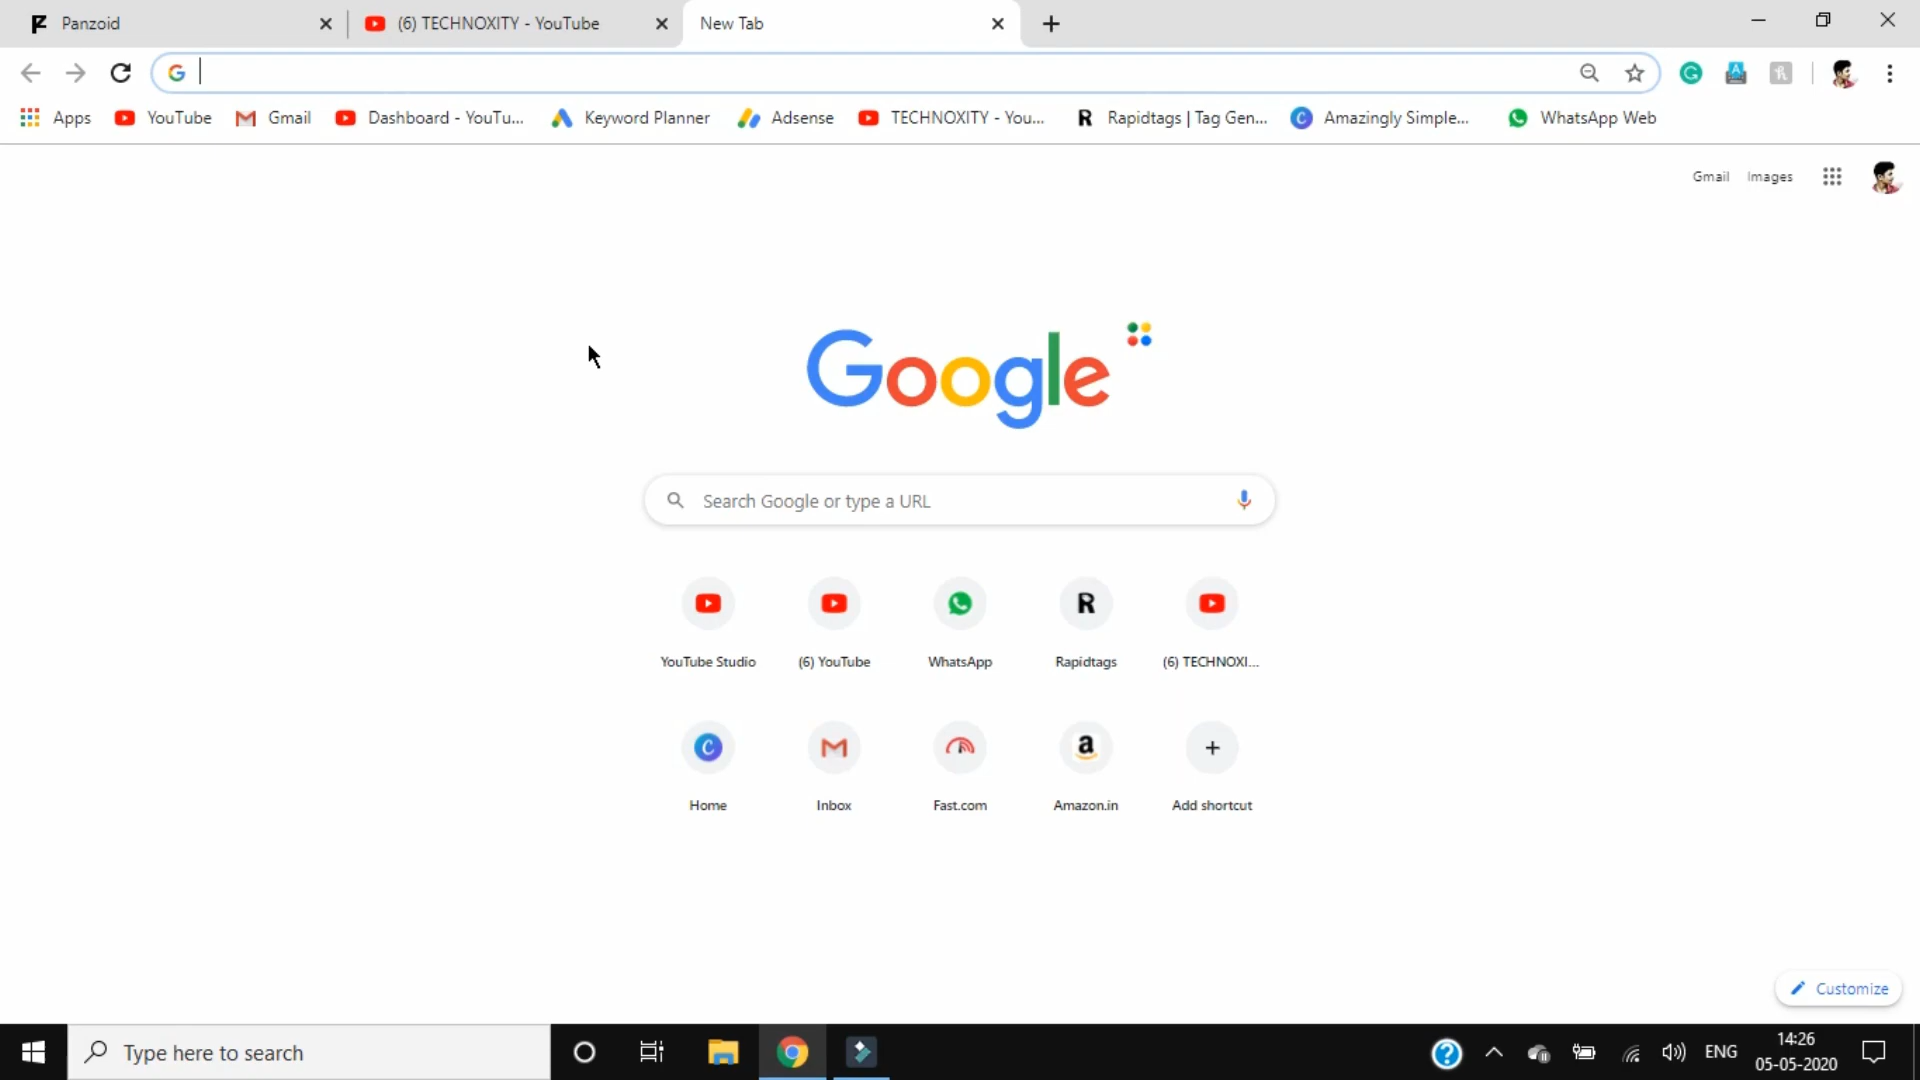 Panzoid
(6) TECHNOXITY - YouTube
New Tab
Apps
YouTube
Gmail
Dashboard - YouTu...
Keyword Planner
Adsense
TECHNOXITY - You...
Rapidtags | Tag Gen...
Amazingly Simple...
WhatsApp Web
Gmail
Images
Google
Search Google or type a URL
YouTube Studio
(6) YouTube
WhatsApp
Rapidtags
(6) TECHNOXI...
Home
Inbox
Fast.com
Amazon.in
Add shortcut
Customize
Type here to search
ENG
14:26
05-05-2020